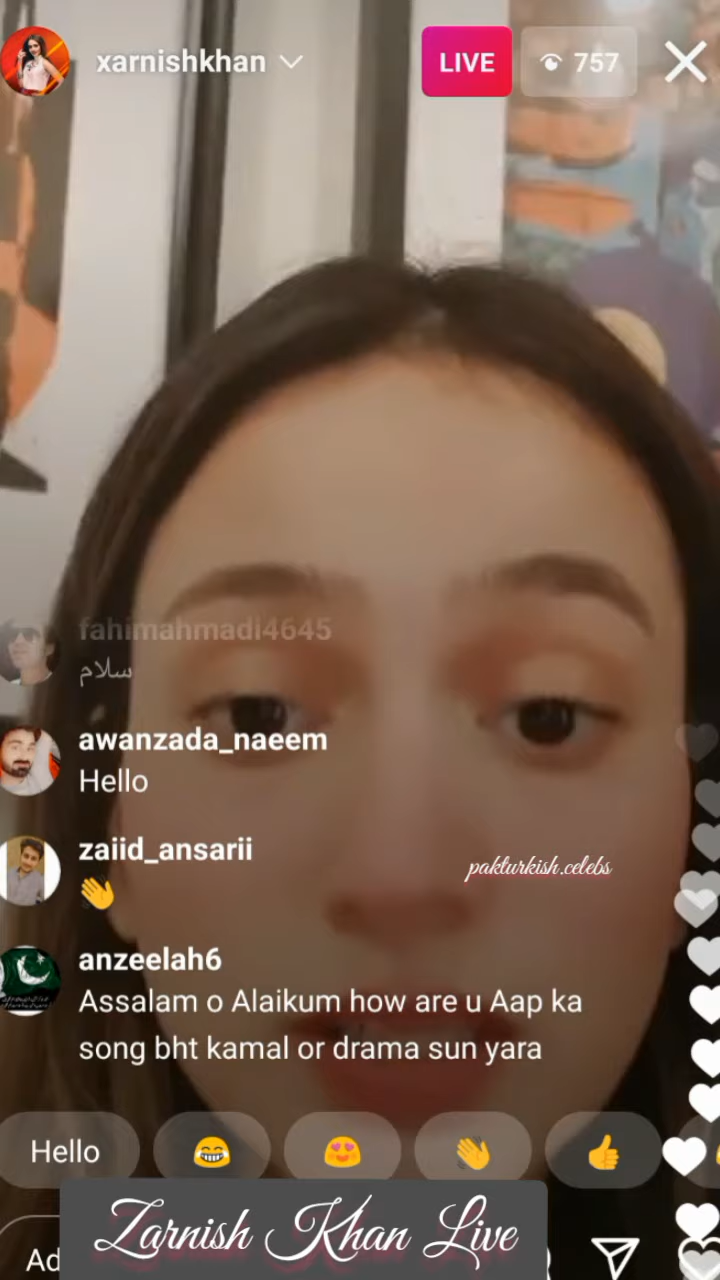 xarnishkhan
LIVE
757
fahimahmadi4645
سلام
awanzada_naeem
Hello
zaiid_ansarii
👋
pakturkish.celebs
anzeelah6
Assalam o Alaikum how are u Aap ka
song bht kamal or drama sun yara
Hello 😂 😍 👋 👍
Ad
Zarnish Khan Live